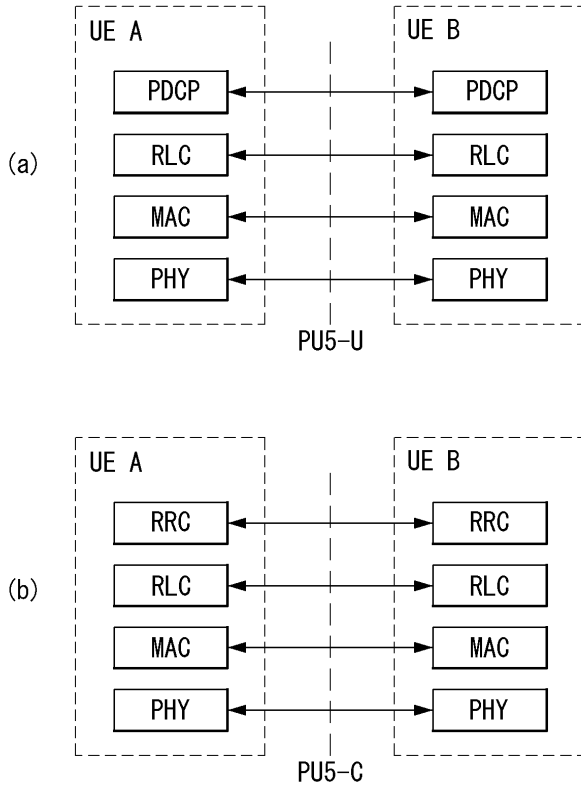 UE A
UE B
PDCP
PDCP
(a)
RLC
RLC
MAC
MAC
PHY
PHY
PU5-U
UE A
UE B
RRC
RRC
(b)
RLC
RLC
MAC
MAC
PHY
PHY
PU5-C